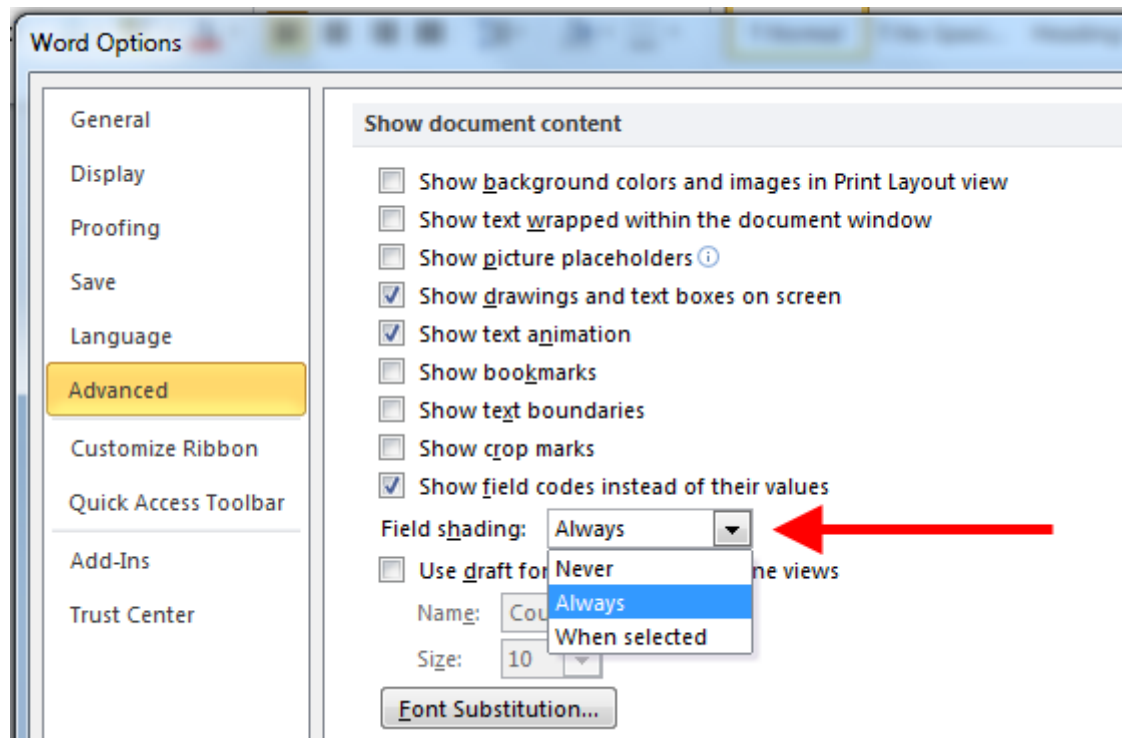 Word Options
General
Display
Proofing
Save
Language
Advanced
Customize Ribbon
Quick Access Toolbar
Add-Ins
Trust Center
Show document content
Show background colors and images in Print Layout view
Show text wrapped within the document window
Show picture placeholders
Show drawings and text boxes on screen
Show text animation
Show bookmarks
Show text boundaries
Show crop marks
Show field codes instead of their values
Field shading: Always
Never
Always
When selected
Use draft for ne views
Name: Cou
Size: 10
Font Substitution...